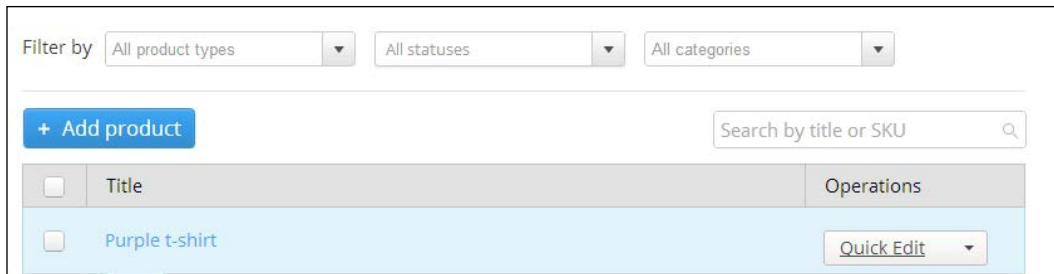 Filter by All product types All statuses All categories
+ Add product Search by title or SKU
Title Operations
Purple t-shirt Quick Edit